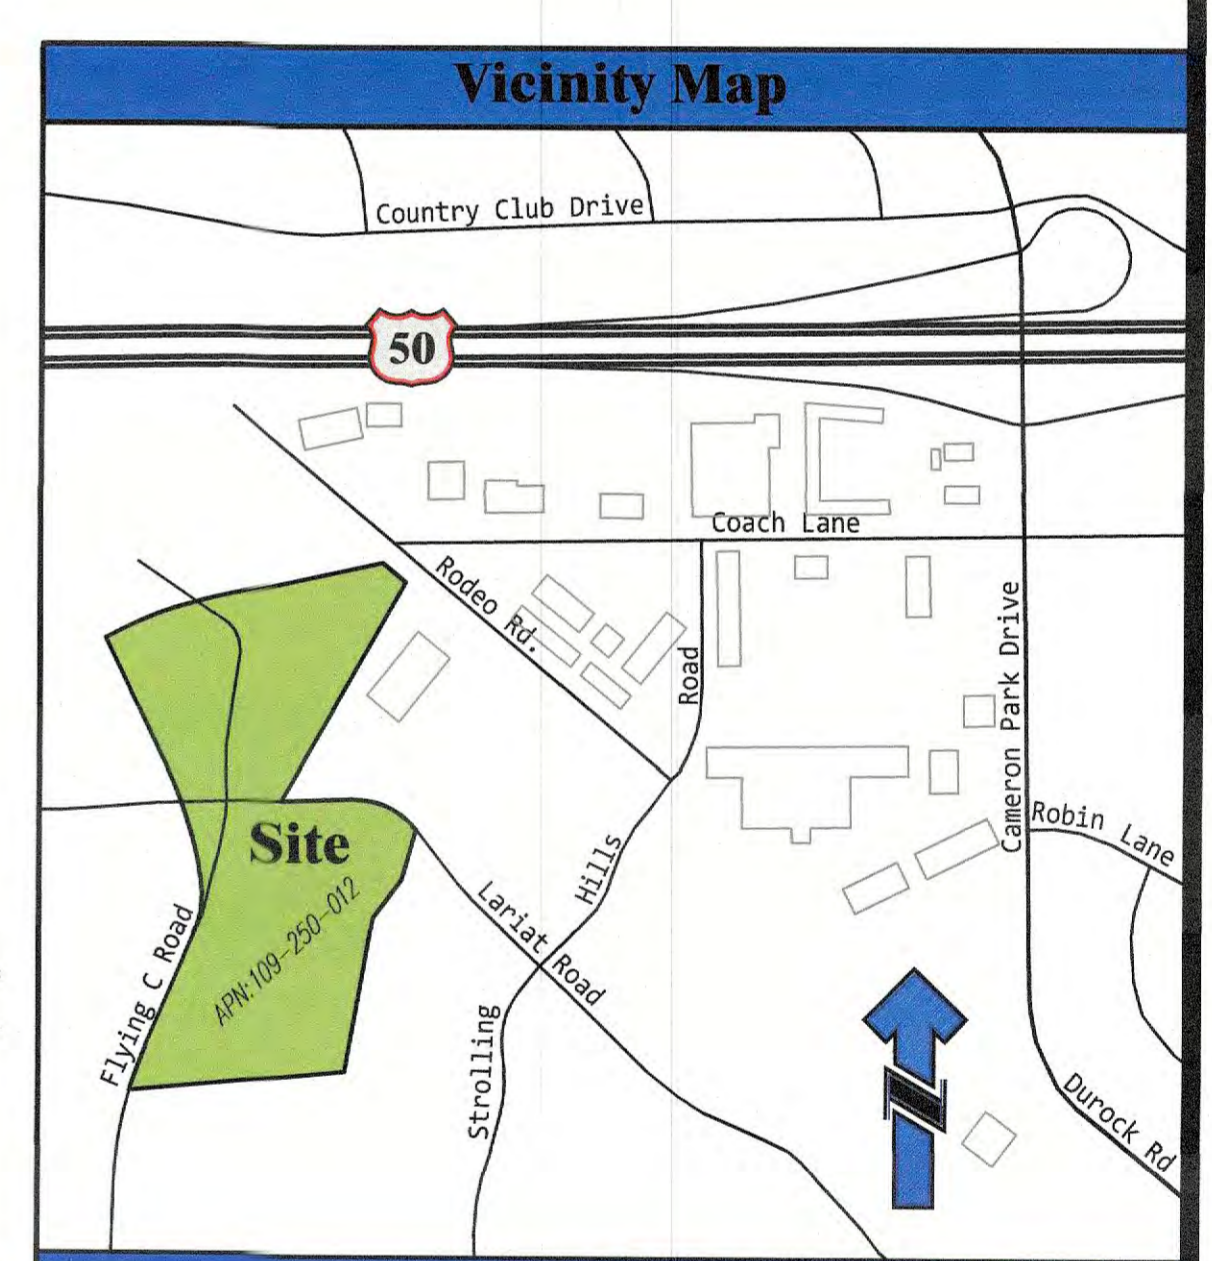 Vicinity Map
Country Club Drive
50
Coach Lane
Rodeo Rd.
Road
Cameron Park Drive
Robin Lane
Site
APN: 109-250-012
Hills
Lariat Road
Flying C Road
Strolling
N
Durock Rd